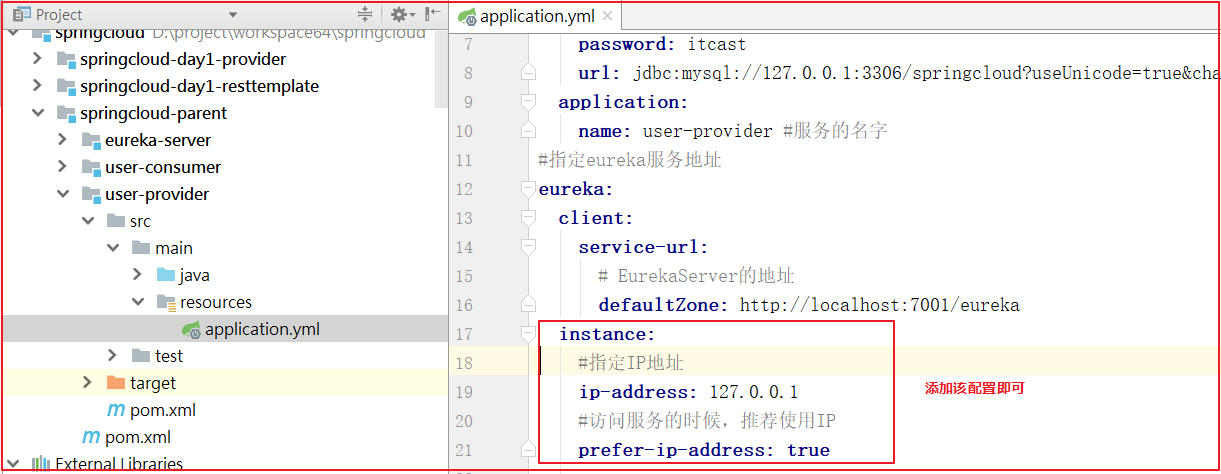 Project
springcloud D:\project\workspace64\springcloud
springcloud-day1-provider
springcloud-day1-resttemplate
springcloud-parent
eureka-server
user-consumer
user-provider
src
main
java
resources
application.yml
test
target
pom.xml
pom.xml
External Libraries
application.yml
7 password: itcast
8 url: jdbc:mysql://127.0.0.1:3306/springcloud?useUnicode=true&cha
9 application:
10 name: user-provider #服务的名字
11 #指定eureka服务地址
12 eureka:
13 client:
14 service-url:
15 # EurekaServer的地址
16 defaultZone: http://localhost:7001/eureka
17 instance:
18 #指定IP地址
19 ip-address: 127.0.0.1
20 #访问服务的时候，推荐使用IP
21 prefer-ip-address: true
添加该配置即可